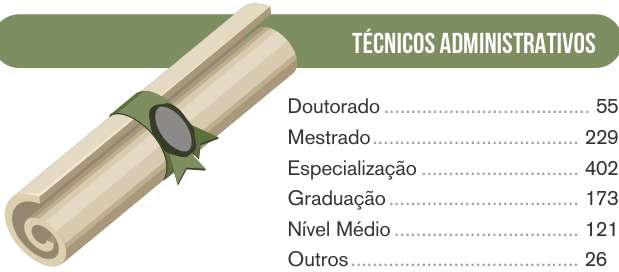 TÉCNICOS ADMINISTRATIVOS
Doutorado ..................................... 55
Mestrado ..................................... 229
Especialização ............................ 402
Graduação .................................. 173
Nível Médio ................................. 121
Outros ......................................... 26